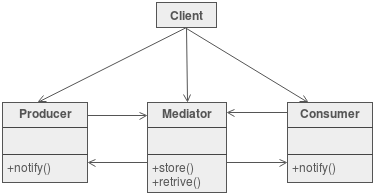 Client
Producer
Mediator
Consumer
+notify()
+store()
+retrive()
+notify()